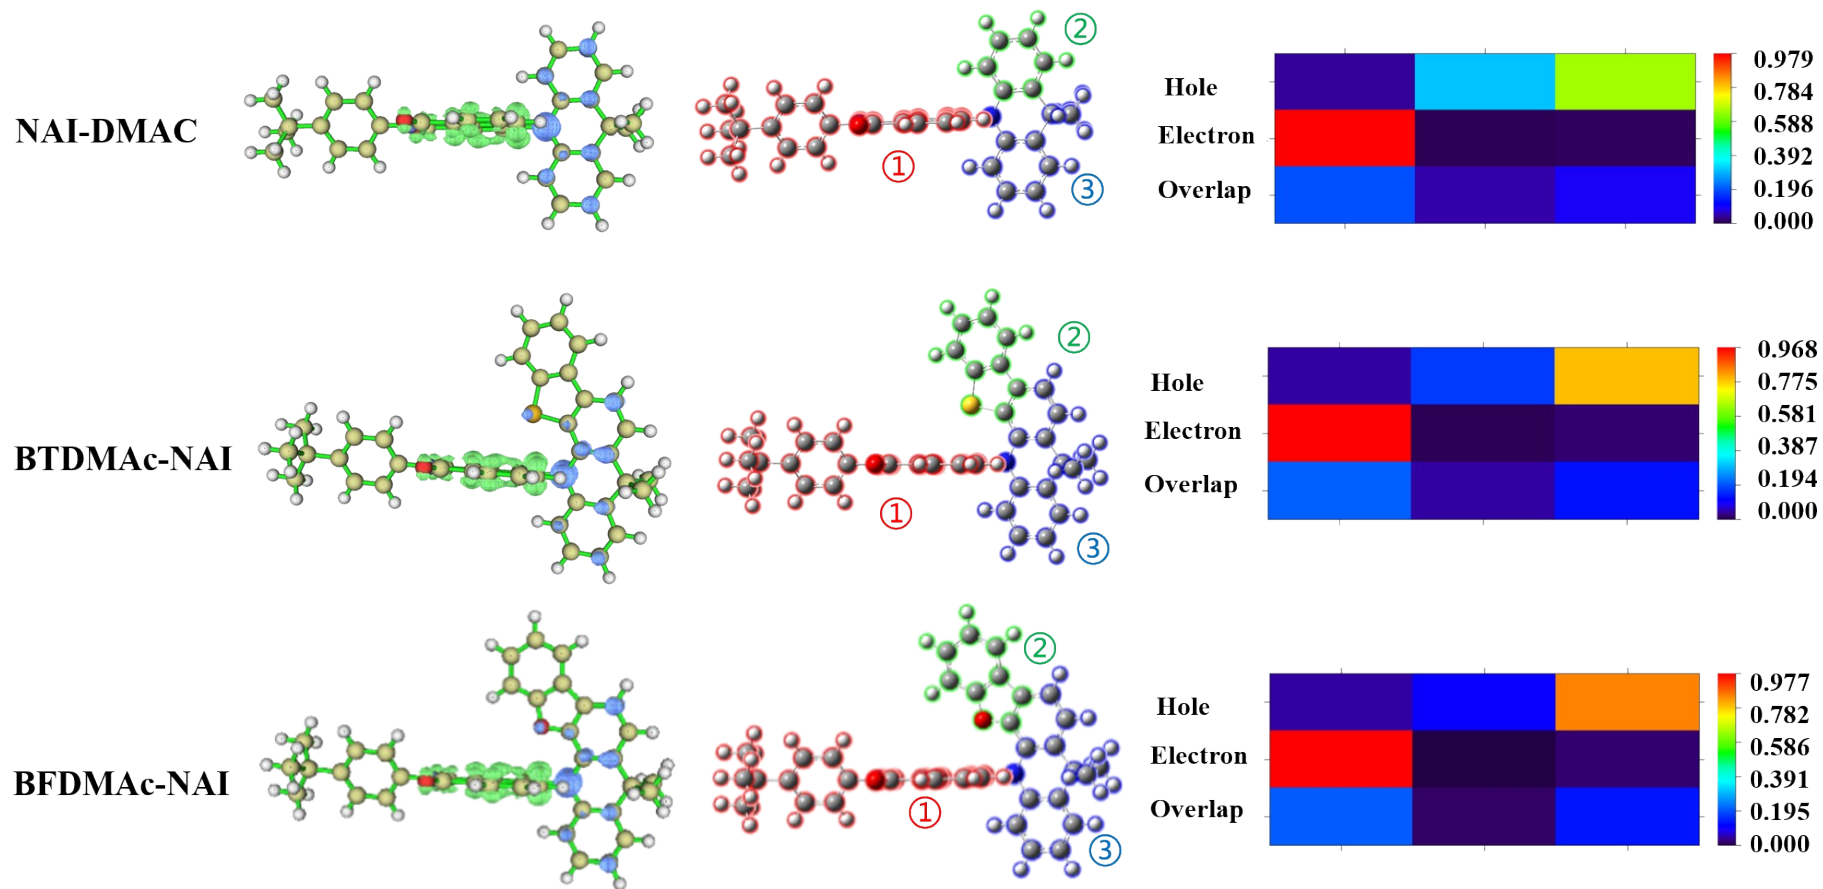 NAI-DMAC
①
②
③
Hole
Electron
Overlap
0.979
0.784
0.588
0.392
0.196
0.000
BTDMAc-NAI
①
②
③
Hole
Electron
Overlap
0.968
0.775
0.581
0.387
0.194
0.000
BFDMAc-NAI
①
②
③
Hole
Electron
Overlap
0.977
0.782
0.586
0.391
0.195
0.000